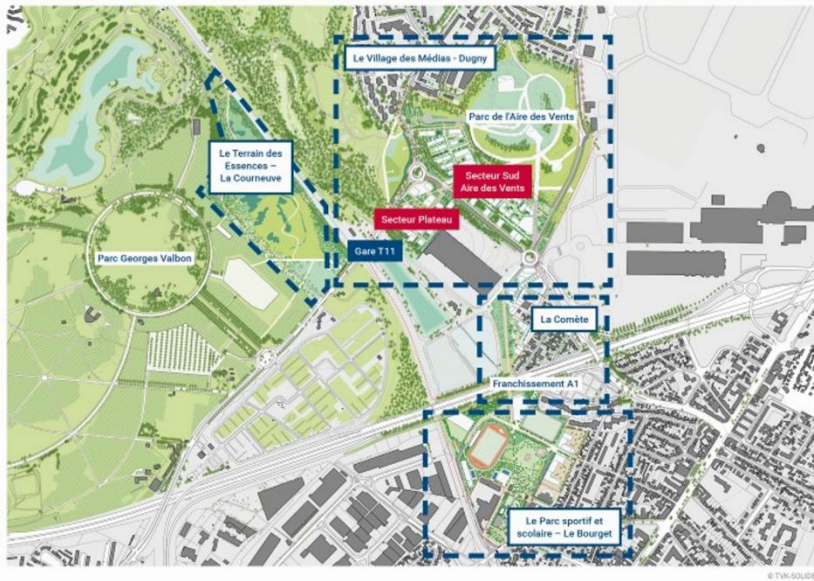 Le Village des Médias - Dugny
Parc de l'Aire des Vents
Le Terrain des
Essences –
La Courneuve
Secteur Sud
Aire des Vents
Secteur Plateau
Gare T11
Parc Georges Valbon
La Comète
Franchissement A1
Le Parc sportif et
scolaire – Le Bourget
© TVK-SOLIDE